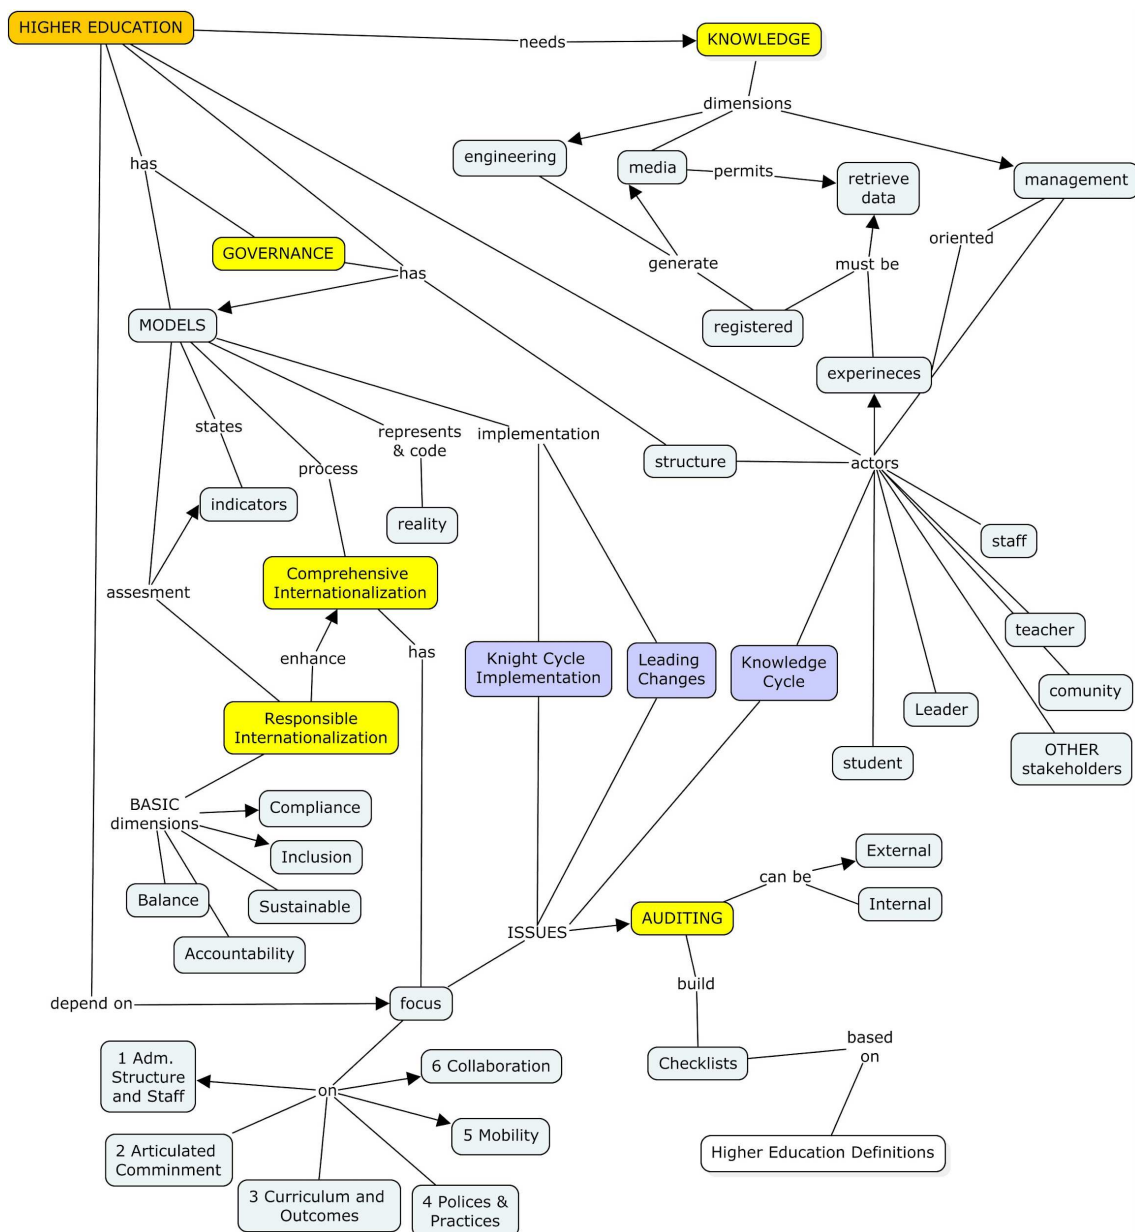 HIGHER EDUCATION
needs
KNOWLEDGE
dimensions
engineering
media
permits
retrieve
data
management
has
GOVERNANCE
has
generate
must be
oriented
MODELS
registered
experineces
states
represents
& code
implementation
process
structure
actors
indicators
reality
staff
assesment
Comprehensive
Internationalization
teacher
enhance
has
Knight Cycle
Implementation
Leading
Changes
Knowledge
Cycle
comunity
Responsible
Internationalization
Leader
OTHER
stakeholders
student
BASIC
dimensions
Compliance
Inclusion
Balance
Sustainable
Accountability
External
can be
Internal
ISSUES
AUDITING
build
depend on
focus
based
on
Checklists
1 Adm.
Structure
and Staff
6 Collaboration
on
5 Mobility
2 Articulated
Comminment
Higher Education Definitions
3 Curriculum and
Outcomes
4 Polices &
Practices